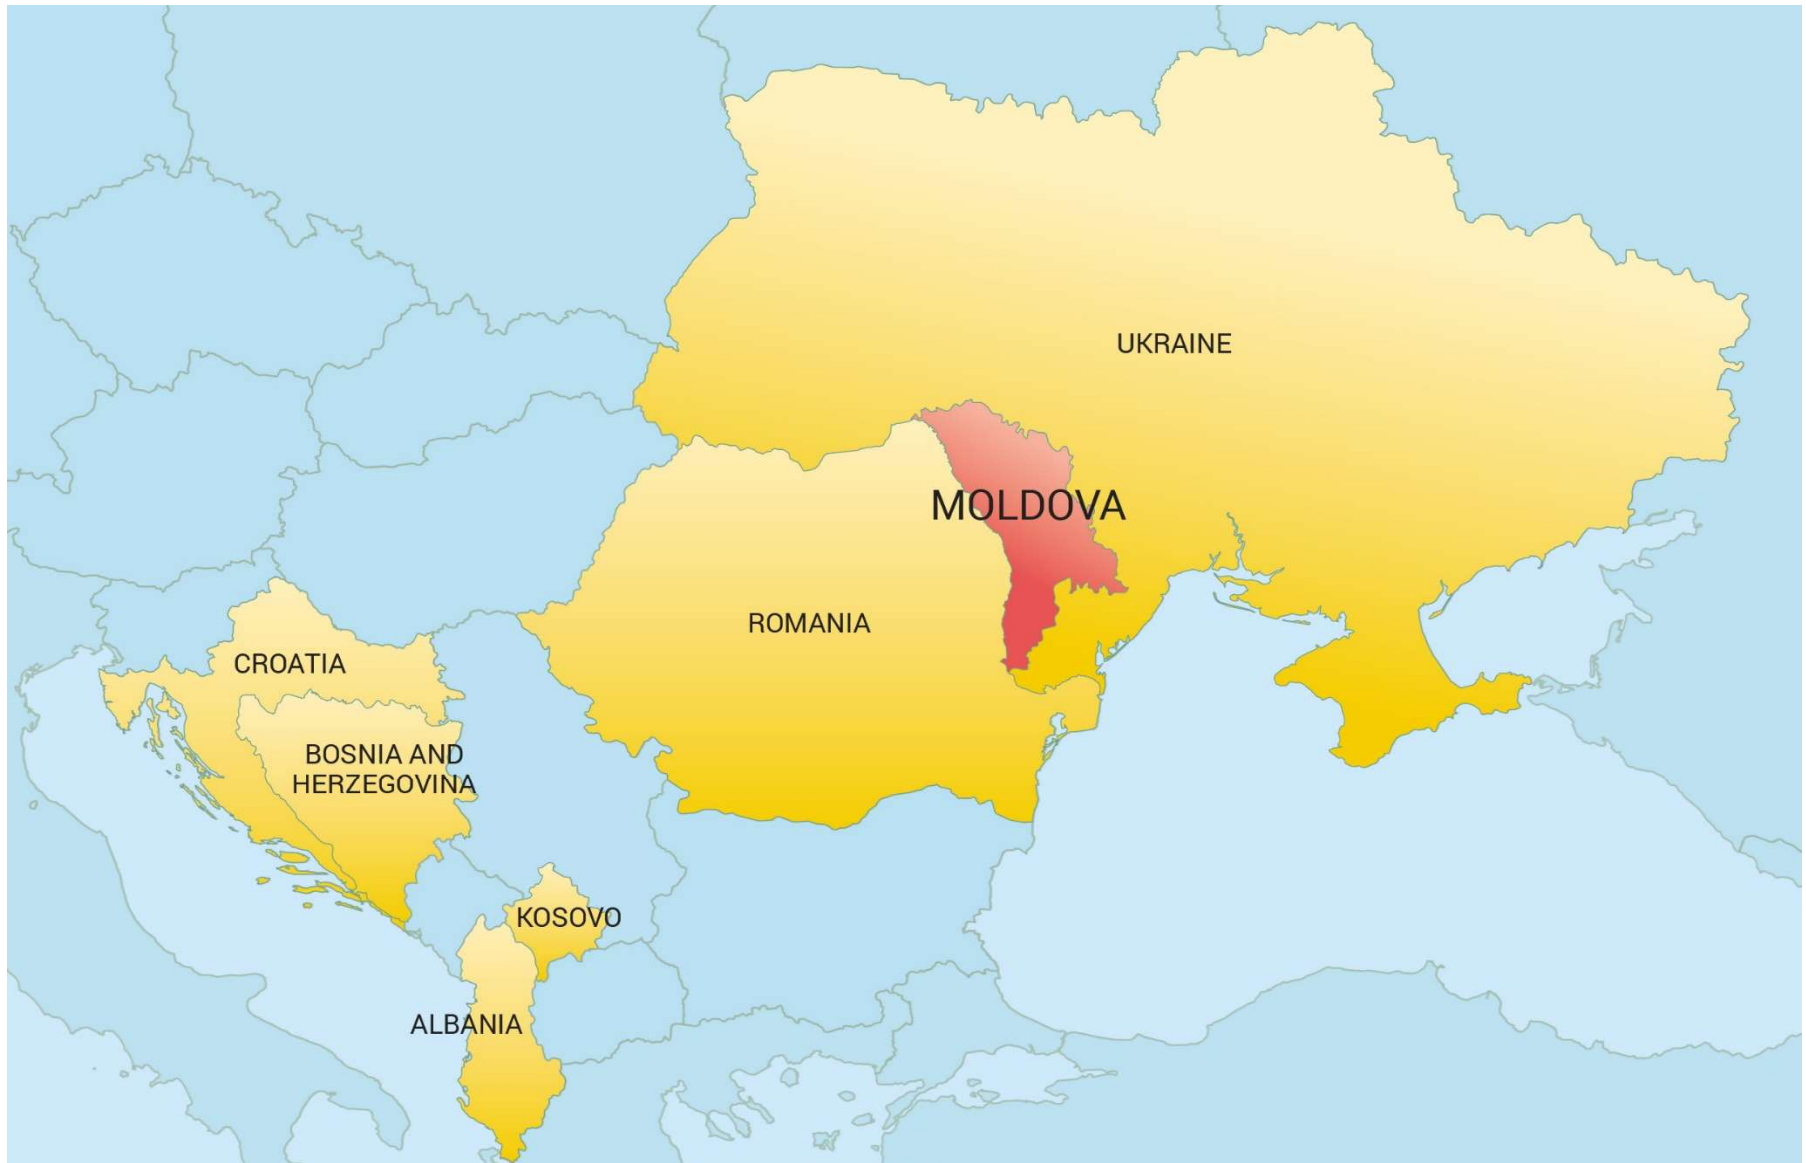 UKRAINE
MOLDOVA
ROMANIA
CROATIA
BOSNIA AND
HERZEGOVINA
KOSOVO
ALBANIA